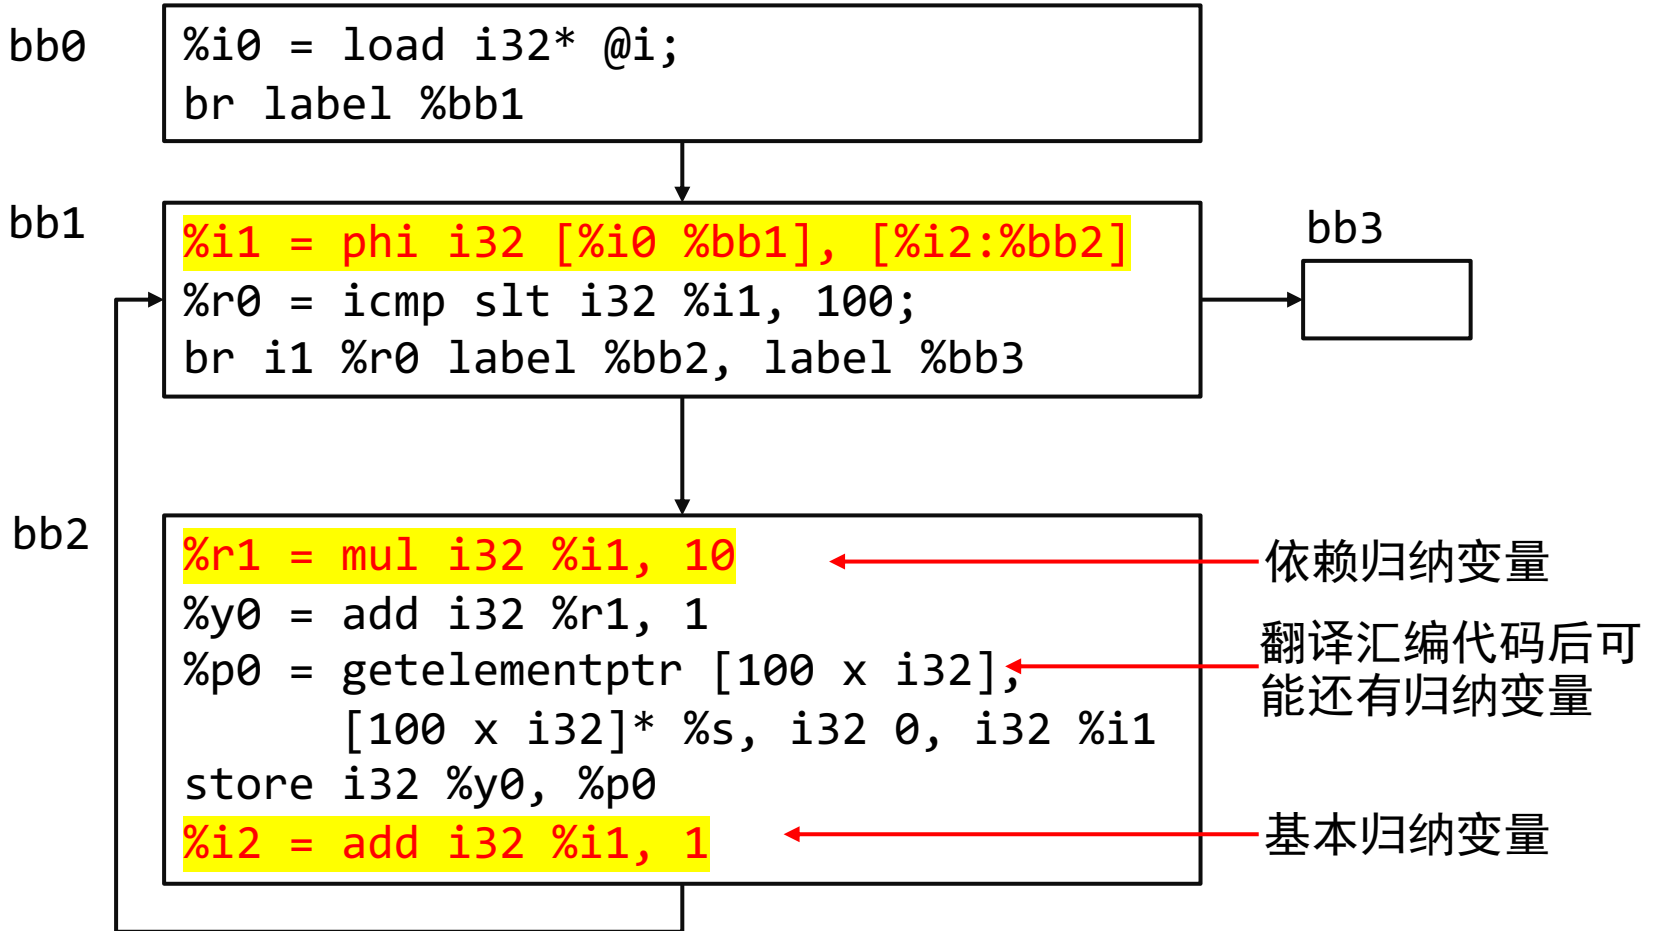 bb0
%i0 = load i32* @i;
br label %bb1
bb1
%i1 = phi i32 [%i0 %bb1], [%i2:%bb2]
%r0 = icmp slt i32 %i1, 100;
br i1 %r0 label %bb2, label %bb3
bb3
bb2
%r1 = mul i32 %i1, 10
%y0 = add i32 %r1, 1
%p0 = getelementptr [100 x i32],
[100 x i32]* %s, i32 0, i32 %i1
store i32 %y0, %p0
%i2 = add i32 %i1, 1
依赖归纳变量
翻译汇编代码后可
能还有归纳变量
基本归纳变量